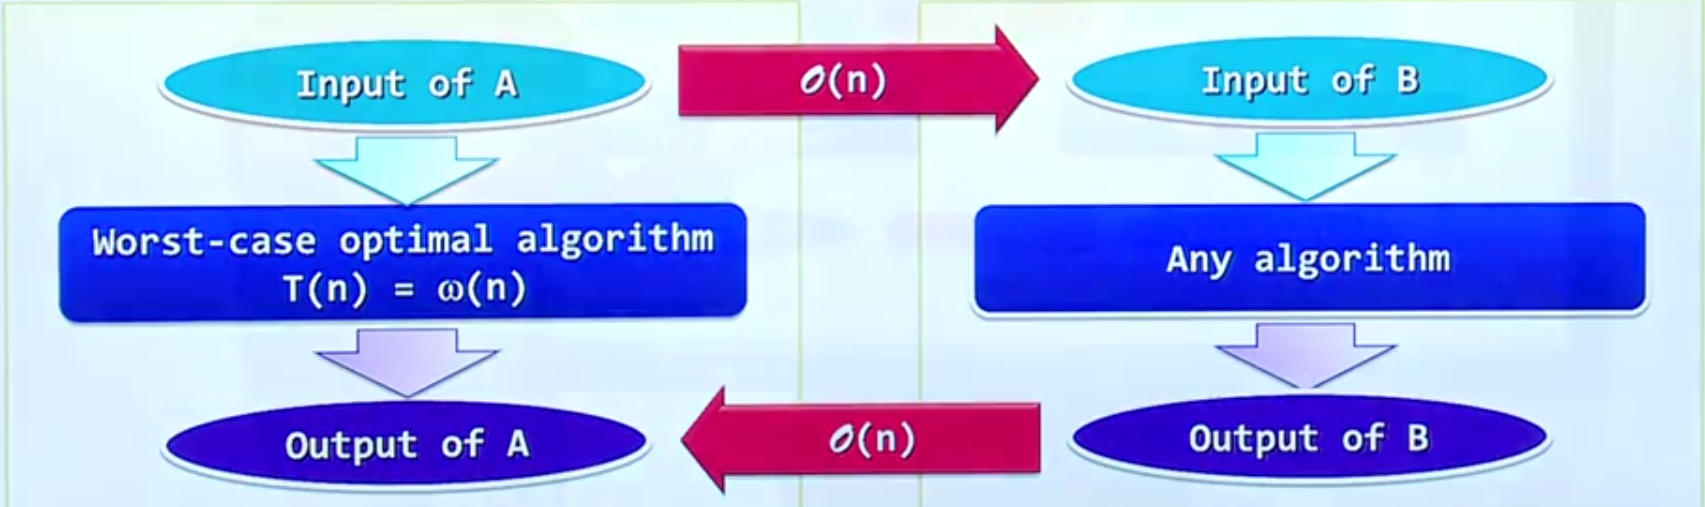 Input of A
O(n)
Input of B
Worst-case optimal algorithm
T(n) = ω(n)
Any algorithm
Output of A
O(n)
Output of B